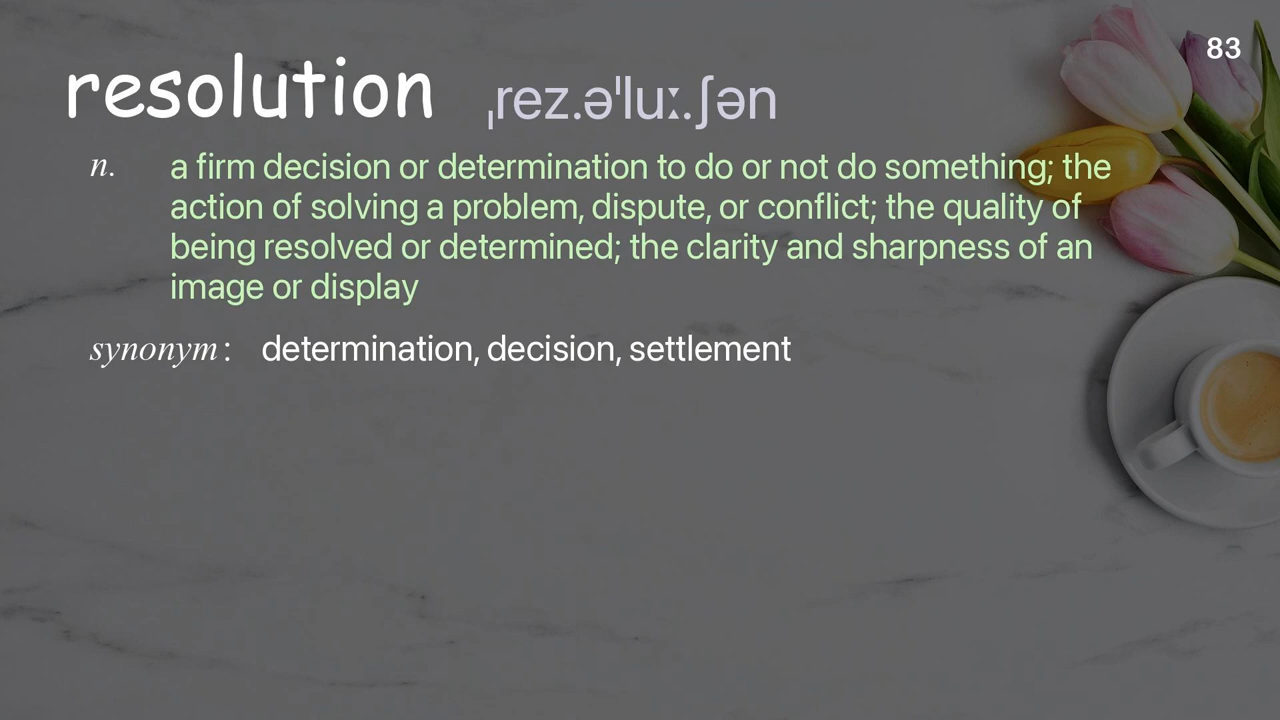 83
resolution ˌrez.əˈluː.ʃən
n. a firm decision or determination to do or not do something; the
action of solving a problem, dispute, or conflict; the quality of
being resolved or determined; the clarity and sharpness of an
image or display
synonym: determination, decision, settlement